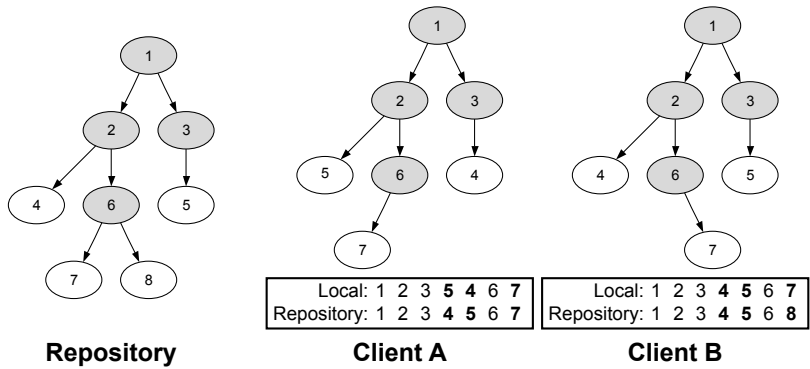 1
2 3
4 6 5
7 8
Repository
1
2 3
5 6 4
7
Local: 1 2 3 5 4 6 7
Repository: 1 2 3 4 5 6 7
Client A
1
2 3
4 6 5
7
Local: 1 2 3 4 5 6 7
Repository: 1 2 3 4 5 6 8
Client B